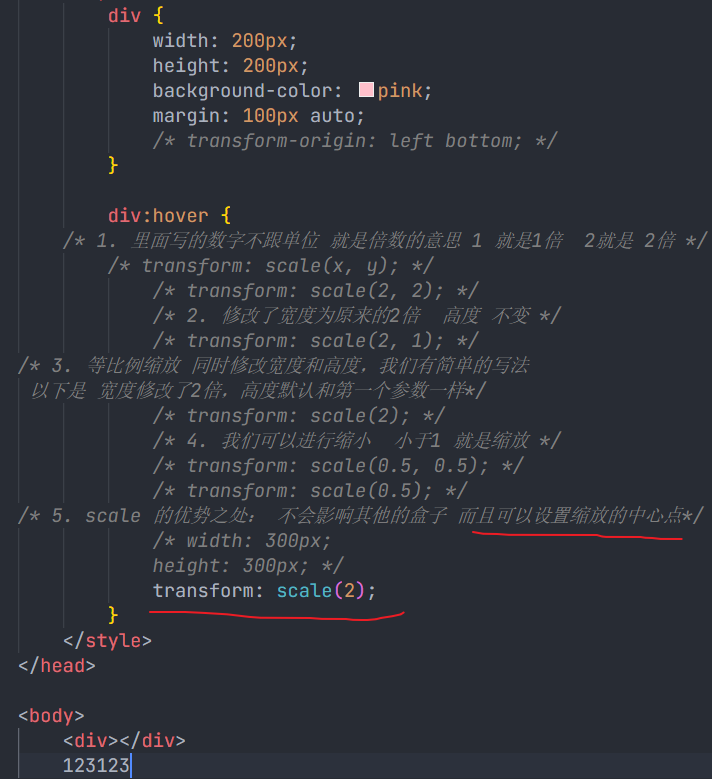 div {
width: 200px;
height: 200px;
background-color: pink;
margin: 100px auto;
/* transform-origin: left bottom; */
}
div:hover {
/* 1. 里面写的数字不跟单位 就是倍数的意思 1 就是1倍 2就是 2倍 */
/* transform: scale(x, y); */
/* transform: scale(2, 2); */
/* 2. 修改了宽度为原来的2倍 高度 不变 */
/* transform: scale(2, 1); */
/* 3. 等比例缩放 同时修改宽度和高度，我们有简单的写法
以下是 宽度修改了2倍，高度默认和第一个参数一样*/
/* transform: scale(2); */
/* 4. 我们可以进行缩小 小于1 就是缩放 */
/* transform: scale(0.5, 0.5); */
/* transform: scale(0.5); */
/* 5. scale 的优势之处： 不会影响其他的盒子 而且可以设置缩放的中心点*/
/* width: 300px;
height: 300px; */
transform: scale(2);
}
</style>
</head>
<body>
<div></div>
123123